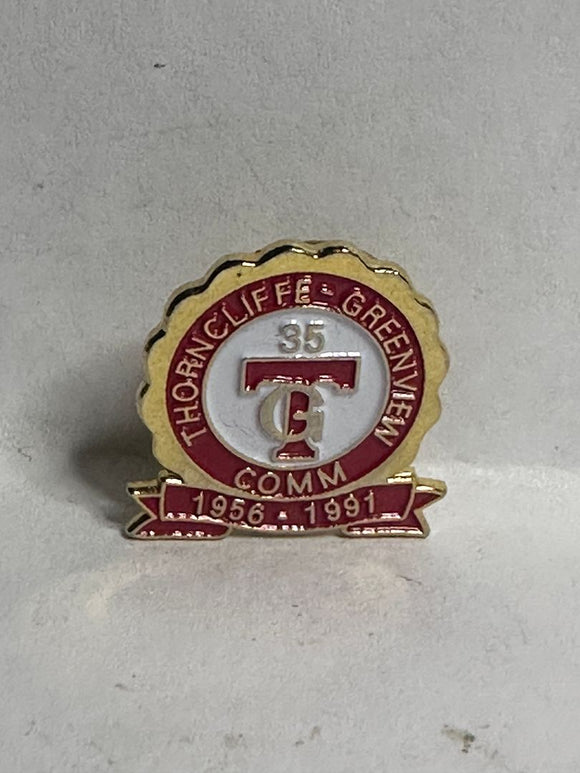 THORNCLIFFE - GREENVIEW
35
TG
COMM
1956 • 1991